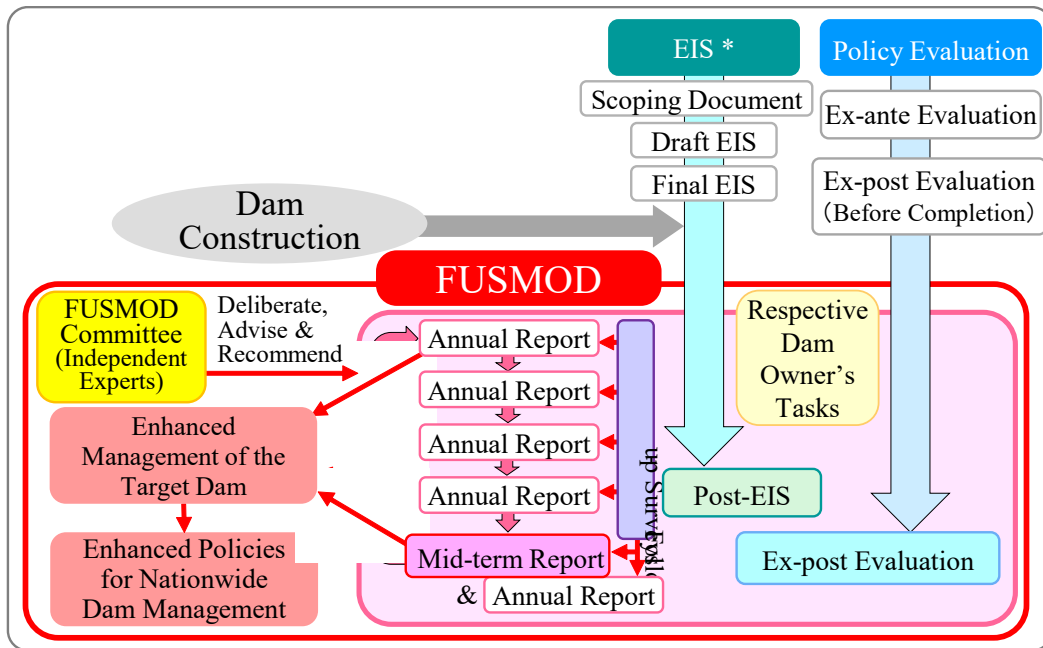 EIS *
Policy Evaluation
Scoping Document
Draft EIS
Final EIS
Ex-ante Evaluation
Ex-post Evaluation
（Before Completion）
Dam
Construction
FUSMOD
FUSMOD
Committee
(Independent
Experts)
Deliberate,
Advise &
Recommend
Annual Report
Annual Report
Annual Report
Annual Report
Mid-term Report
& Annual Report
Respective
Dam
Owner’s
Tasks
Enhanced
Management of the
Target Dam
Enhanced Policies
for Nationwide
Dam Management
Post-EIS
Ex-post Evaluation
up